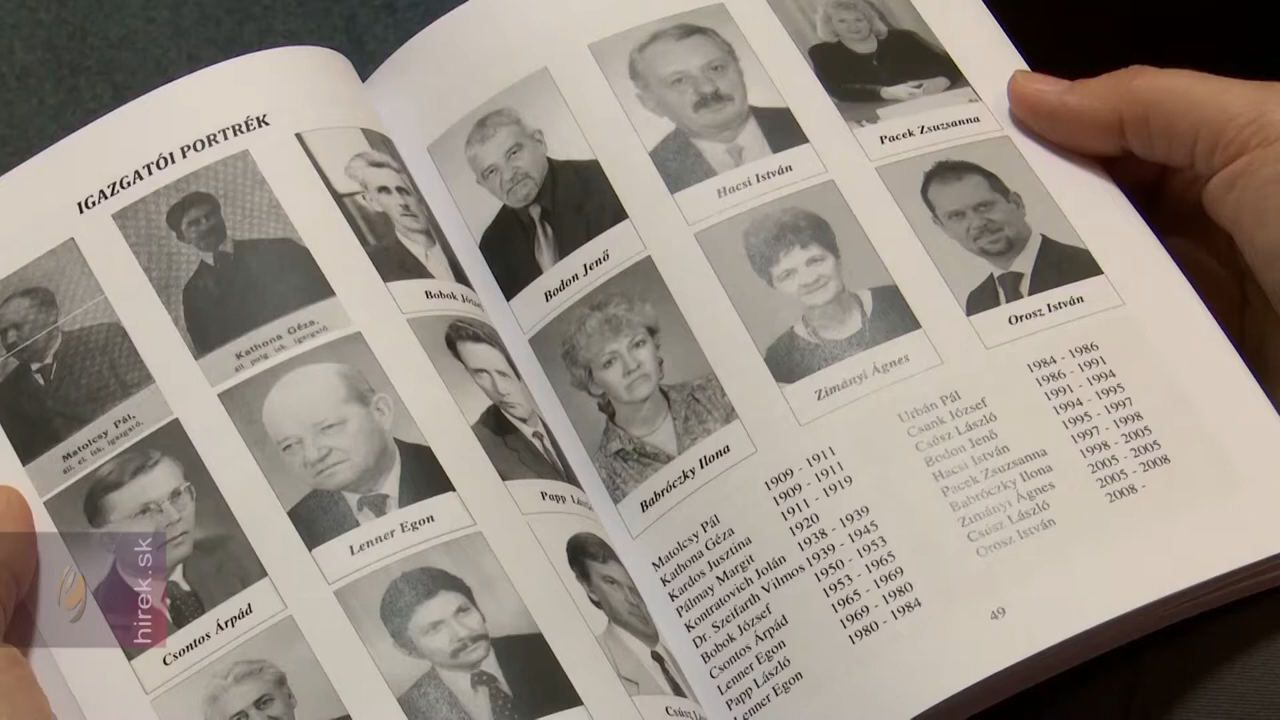 IGAZGATÓI PORTRÉK
Matolcsy Pál,
áll. el. isk. igazgató.
Kathona Géza,
áll. polg. isk. igazgató.
Bobok
Csontos Árpád
Lenner Egon
Papp
Bodon Jenő
Hacsi István
Pacek Zsuzsanna
Babróczky Ilona
Zimányi Ágnes
Orosz István
Matolcsy Pál 1909 - 1911
Kathona Géza 1909 - 1911
Kardos Jusztina 1911 - 1919
Pálmay Margit 1920
Kontratovich Jolán 1938 - 1939
Dr. Szeifarth Vilmos 1939 - 1945
Bobok József 1950 - 1953
Csontos Árpád 1953 - 1965
Lenner Egon 1965 - 1969
Papp László 1969 - 1980
Lenner Egon 1980 - 1984
Urbán Pál 1984 - 1986
Csank József 1986 - 1991
Csősz László 1991 - 1994
Bodon Jenő 1994 - 1995
Hacsi István 1995 - 1997
Pacek Zsuzsanna 1997 - 1998
Babróczky Ilona 1998 - 2005
Zimányi Ágnes 2005 - 2005
Csősz László 2005 - 2008
Orosz István 2008 -
49
hirek.sk